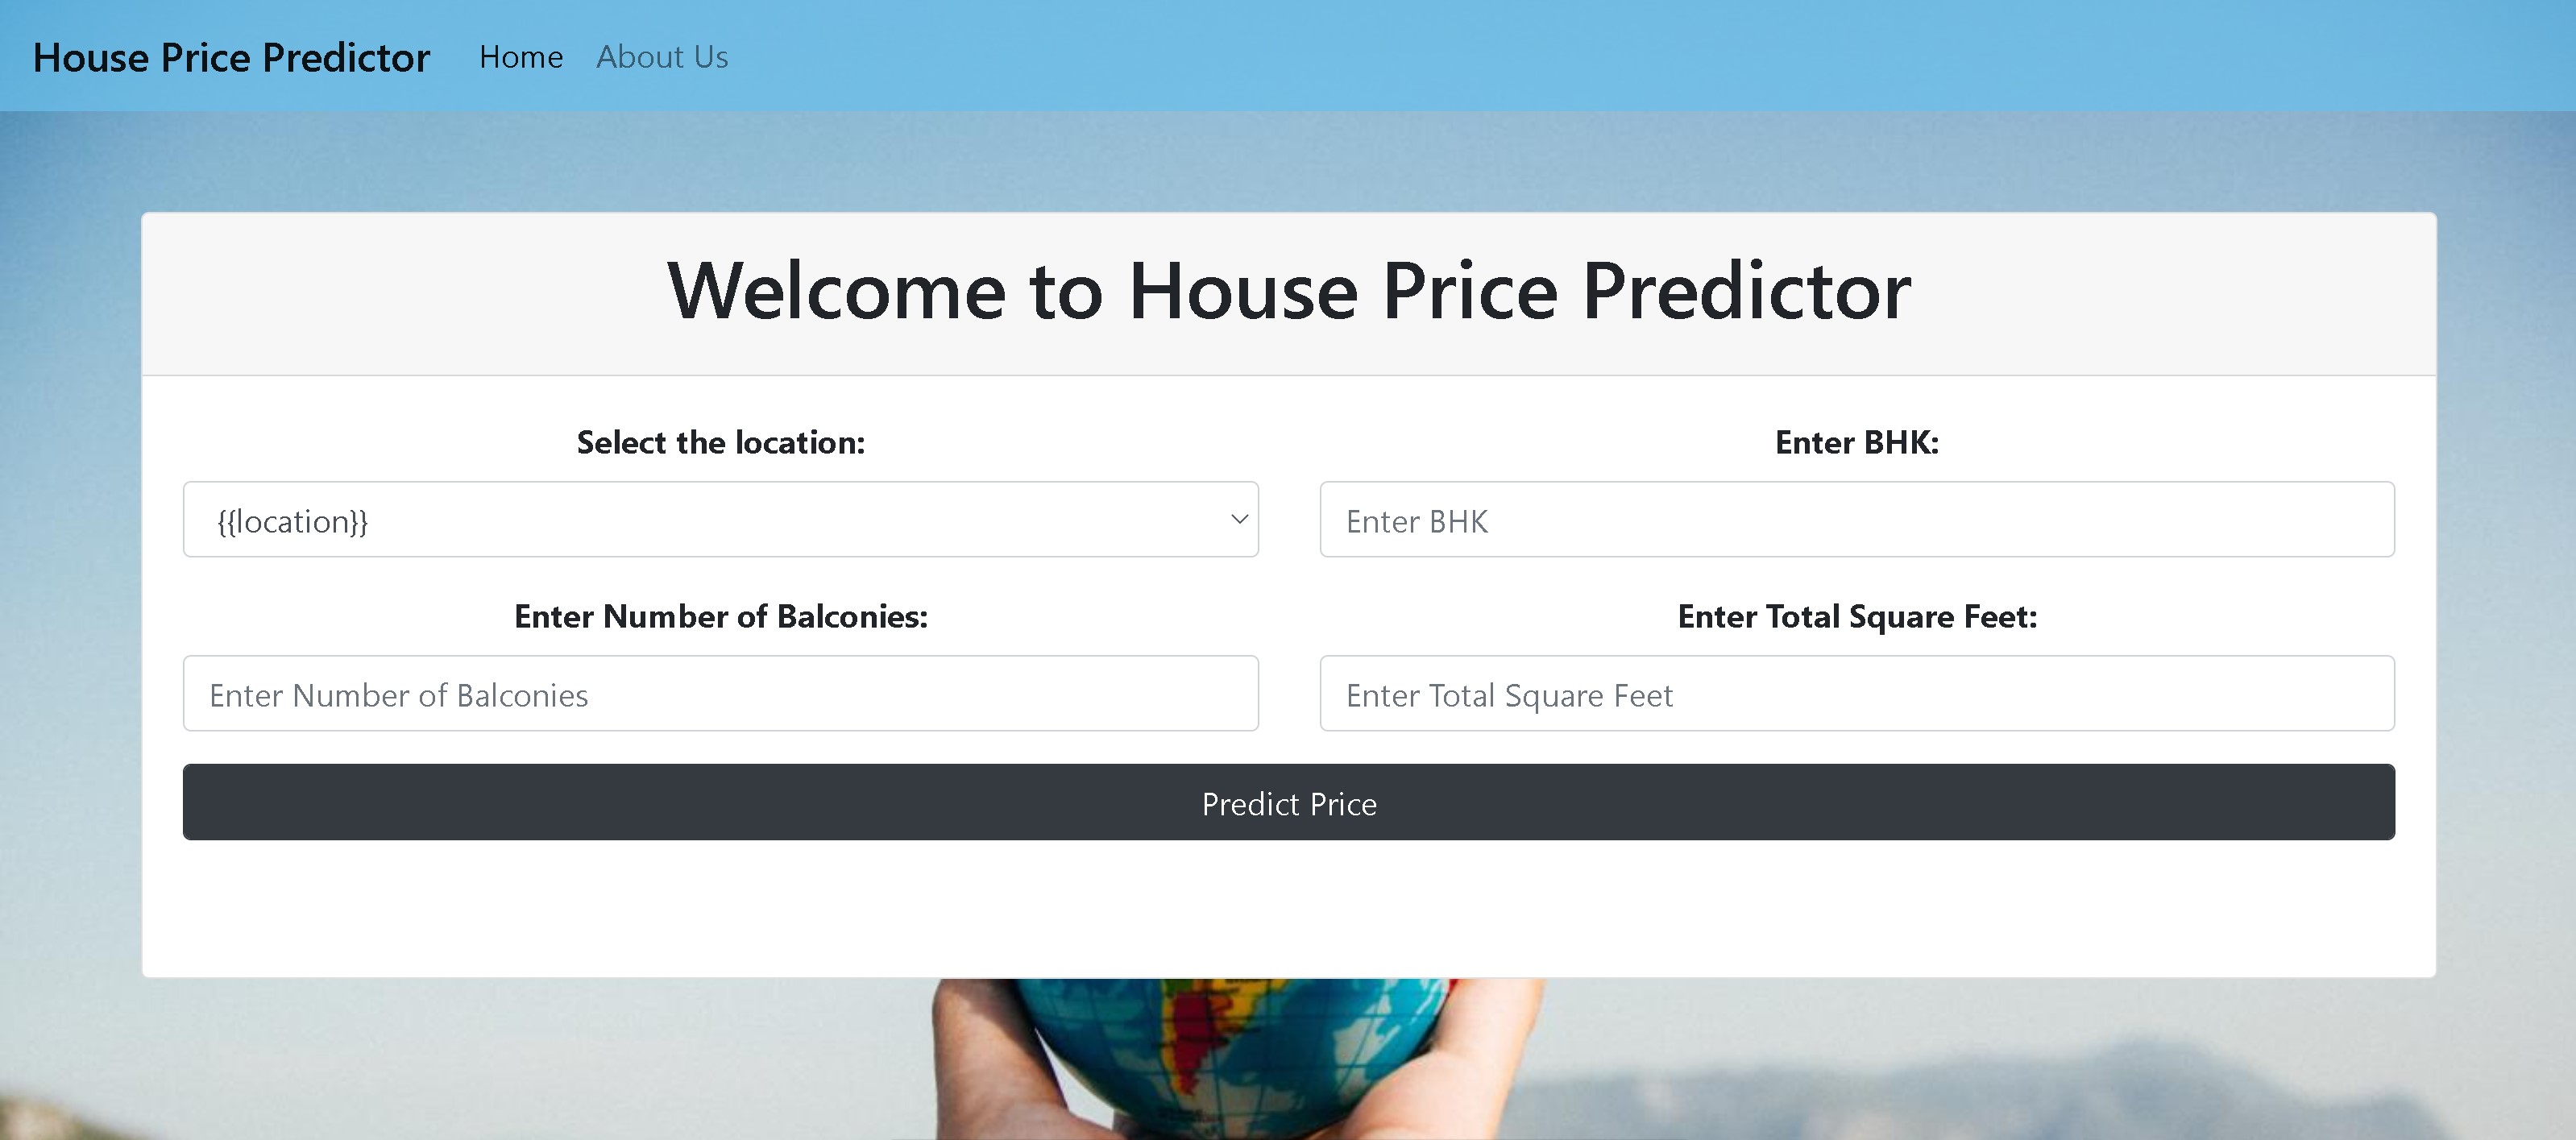 House Price Predictor Home About Us
Welcome to House Price Predictor
Select the location:
Enter BHK:
{{location}}
Enter BHK
Enter Number of Balconies:
Enter Total Square Feet:
Enter Number of Balconies
Enter Total Square Feet
Predict Price